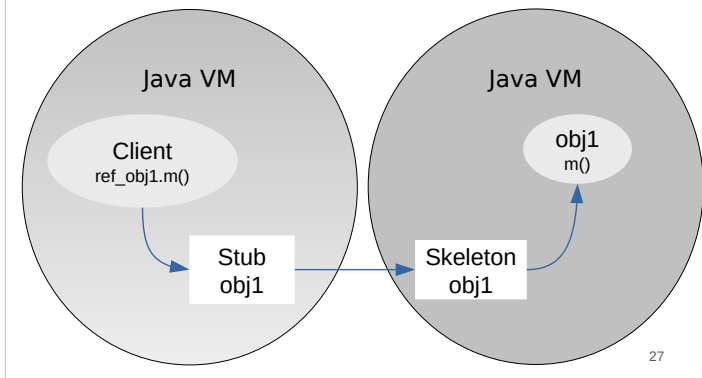 Java VM
Client
ref_obj1.m()
Stub
obj1
Java VM
obj1
m()
Skeleton
obj1
27